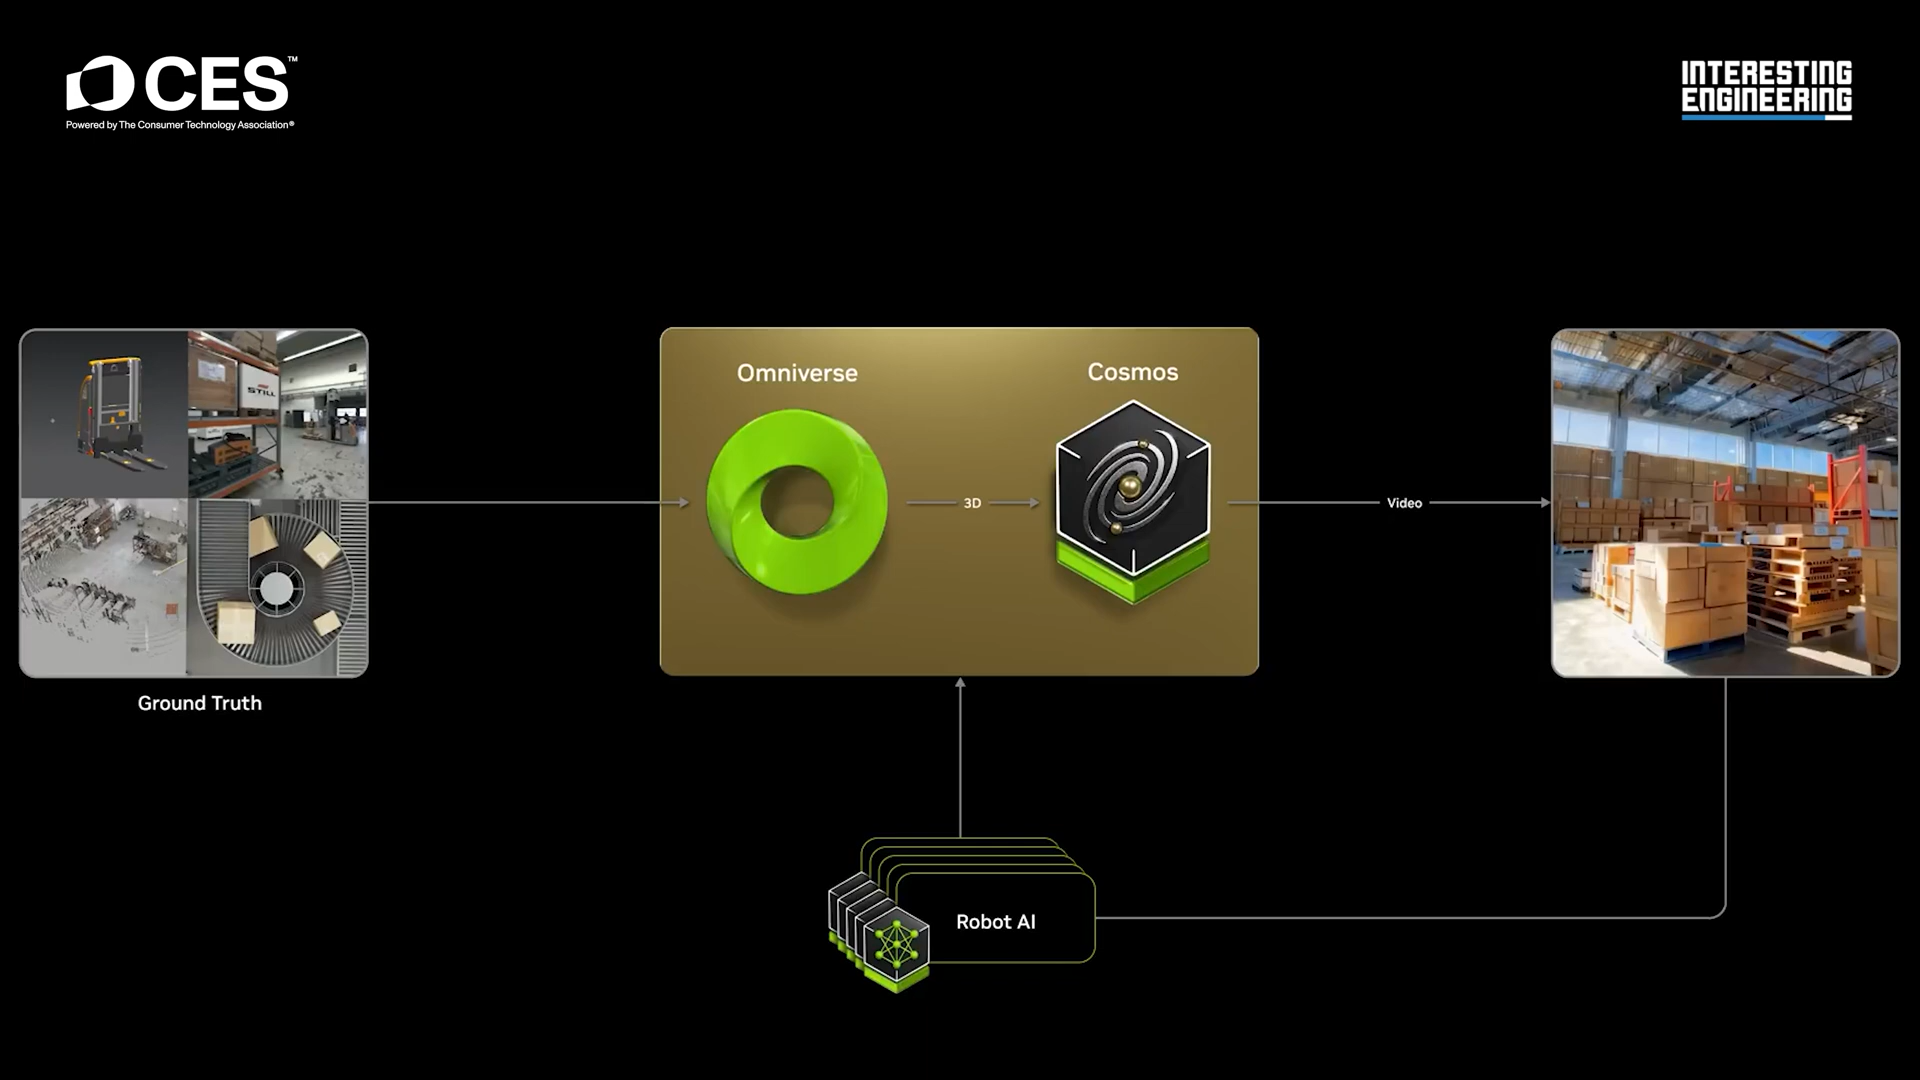 CES™
Powered by The Consumer Technology Association®
INTERESTING
ENGINEERING
Omniverse
Cosmos
STILL
3D
Video
Ground Truth
Robot AI